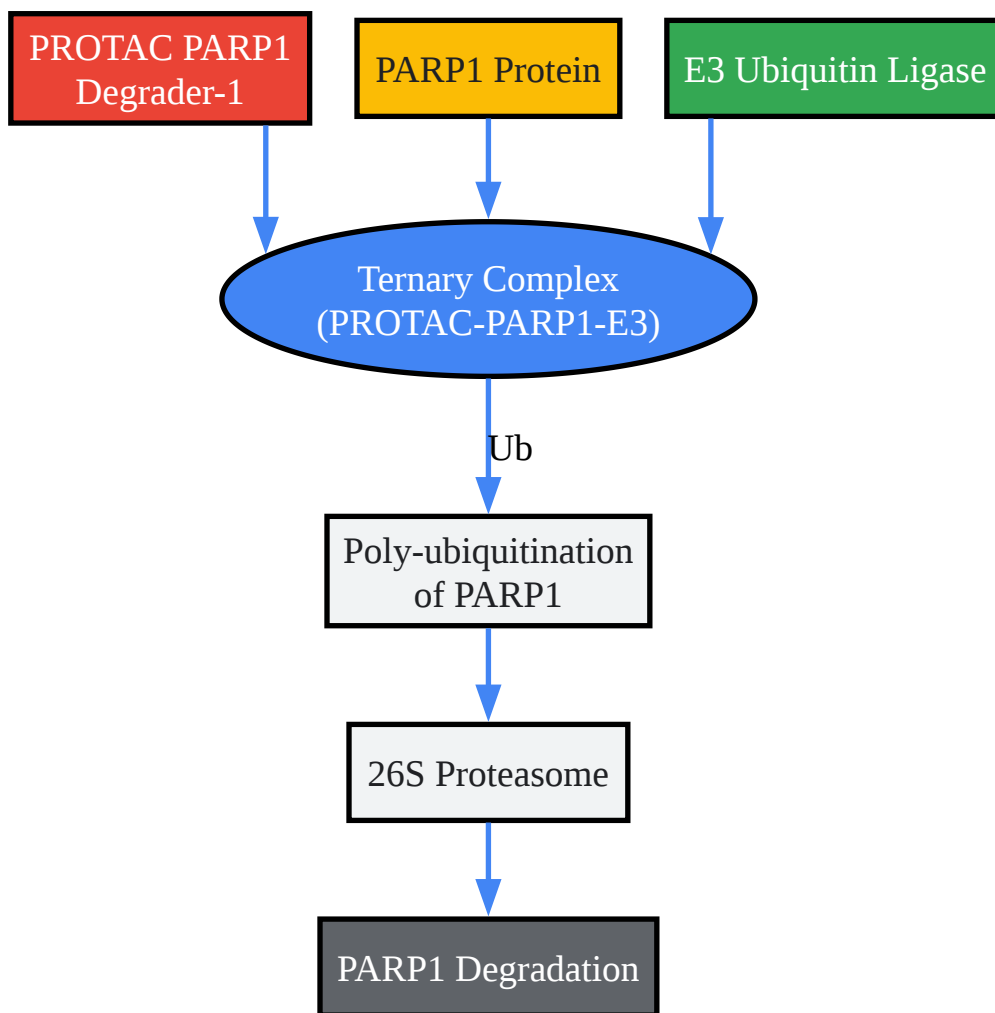 PROTAC PARP1
Degrader-1
PARP1 Protein
E3 Ubiquitin Ligase
Ternary Complex
(PROTAC-PARP1-E3)
Ub
Poly-ubiquitination
of PARP1
26S Proteasome
PARP1 Degradation